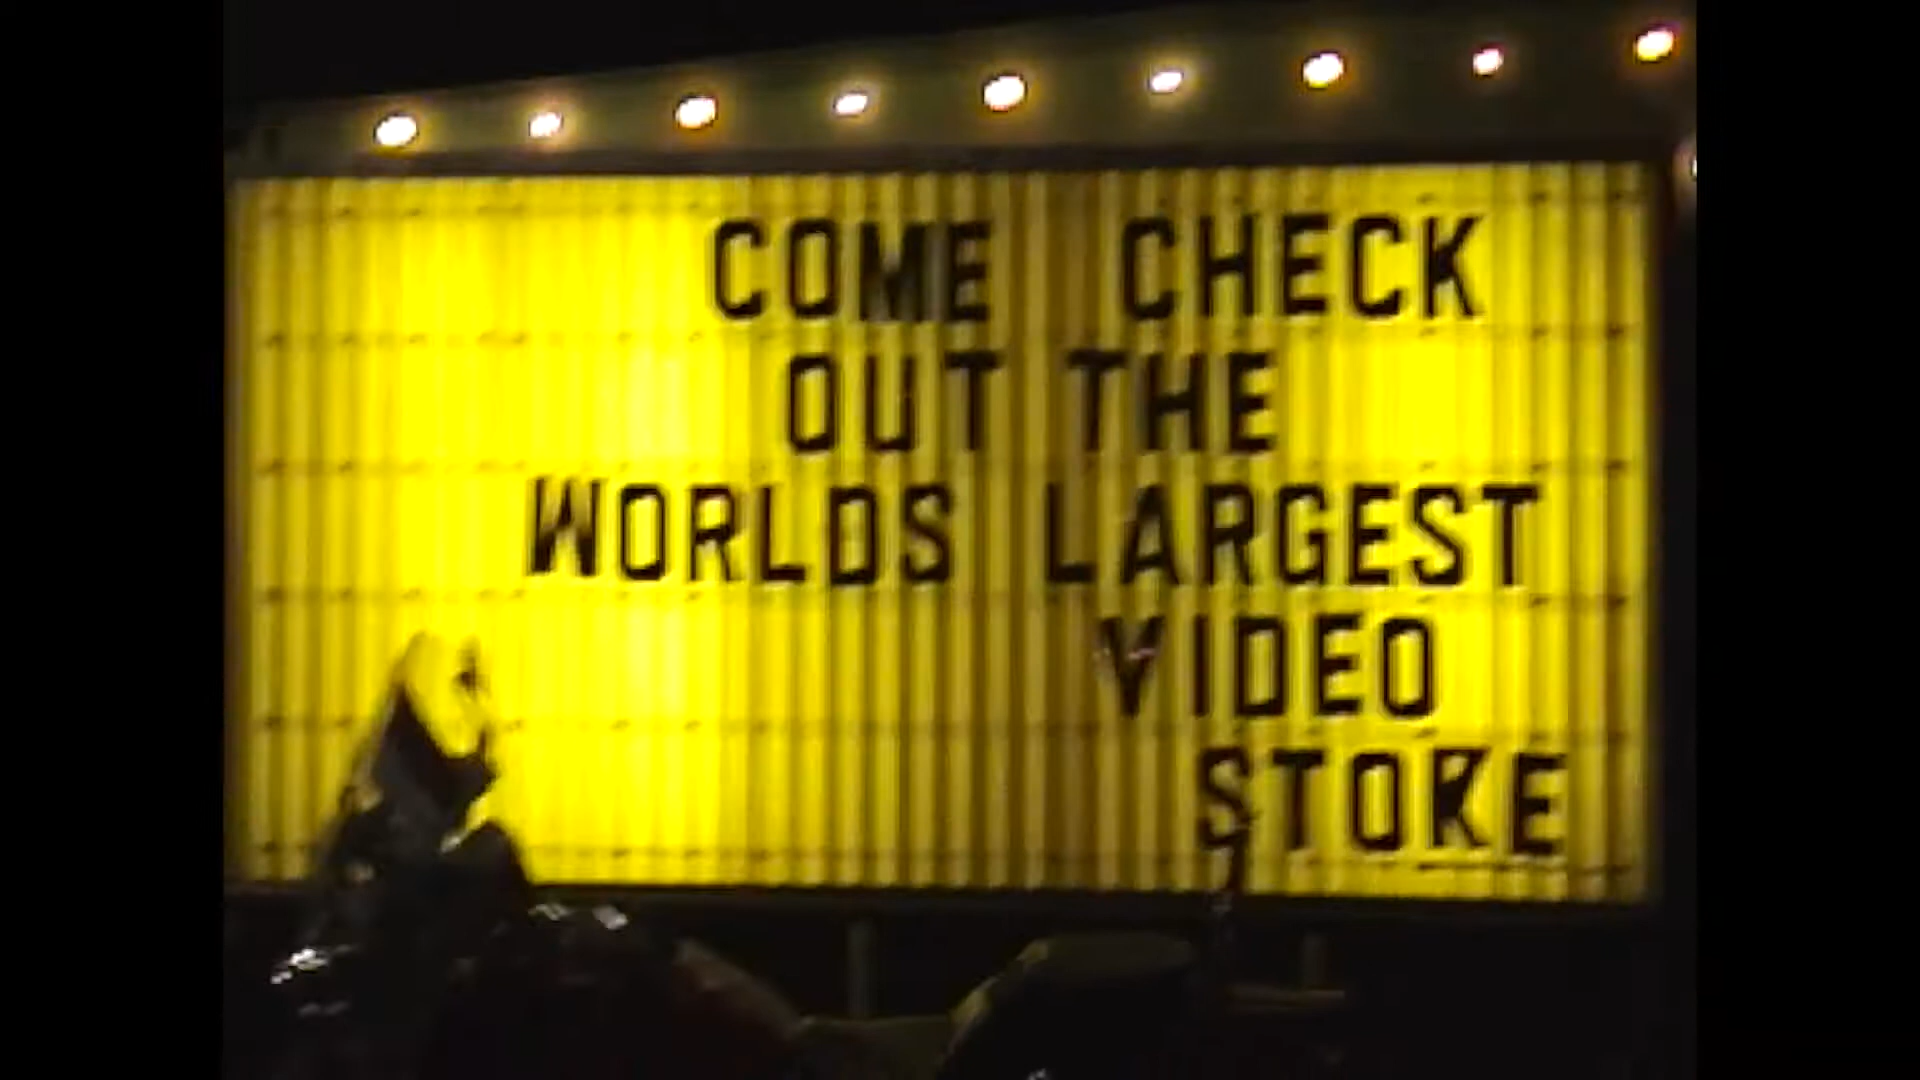 COME CHECK
OUT THE
WORLDS LARGEST
VIDEO
STORE